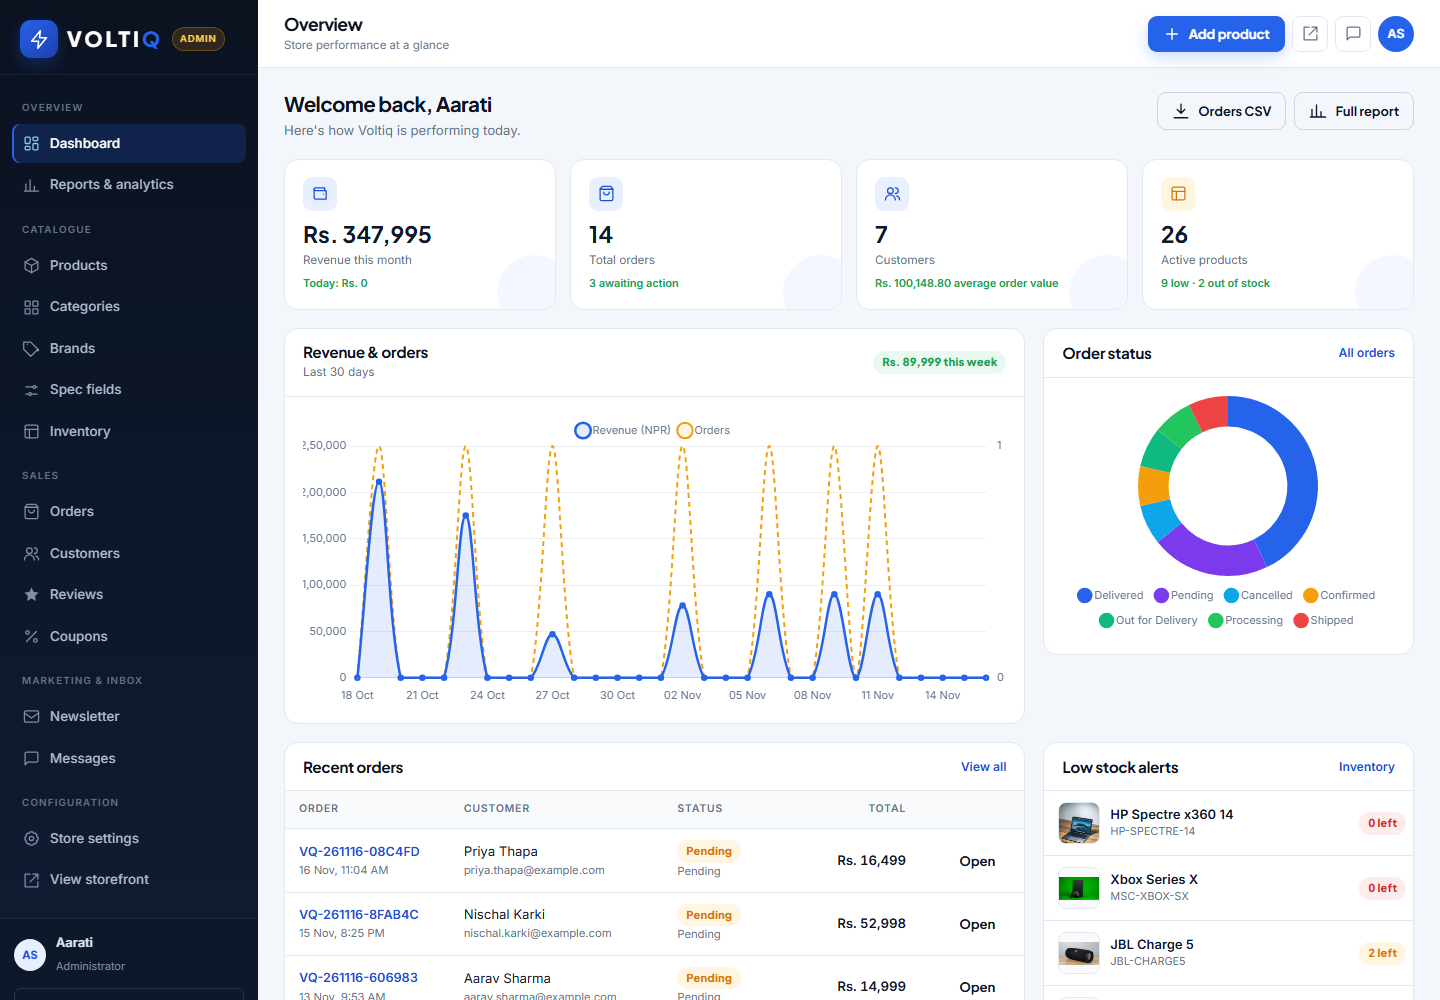 VOLTIQ ADMIN
OVERVIEW
Dashboard
Reports & analytics
CATALOGUE
Products
Categories
Brands
Spec fields
Inventory
SALES
Orders
Customers
Reviews
Coupons
MARKETING & INBOX
Newsletter
Messages
CONFIGURATION
Store settings
View storefront
AS
Aarati
Administrator
Overview
Store performance at a glance
Add product
AS
Welcome back, Aarati
Here's how Voltiq is performing today.
Orders CSV
Full report
Rs. 347,995
Revenue this month
Today: Rs. 0
14
Total orders
3 awaiting action
7
Customers
Rs. 100,148.80 average order value
26
Active products
9 low · 2 out of stock
Revenue & orders
Last 30 days
Rs. 89,999 this week
Revenue (NPR) Orders
2,50,000
2,00,000
1,50,000
1,00,000
50,000
0
1
0
18 Oct 21 Oct 24 Oct 27 Oct 30 Oct 02 Nov 05 Nov 08 Nov 11 Nov 14 Nov
Order status
All orders
Delivered Pending Cancelled Confirmed
Out for Delivery Processing Shipped
Recent orders
View all
ORDER CUSTOMER STATUS TOTAL
VQ-261116-08C4FD Priya Thapa Pending Rs. 16,499 Open
16 Nov, 11:04 AM priya.thapa@example.com Pending
VQ-261116-8FAB4C Nischal Karki Pending Rs. 52,998 Open
15 Nov, 8:25 PM nischal.karki@example.com Pending
VQ-261116-606983 Aarav Sharma Pending Rs. 14,999 Open
13 Nov, 9:53 AM aarav.sharma@example.com Pending
Low stock alerts
Inventory
HP Spectre x360 14
HP-SPECTRE-14
0 left
Xbox Series X
MSC-XBOX-SX
0 left
JBL Charge 5
JBL-CHARGE5
2 left